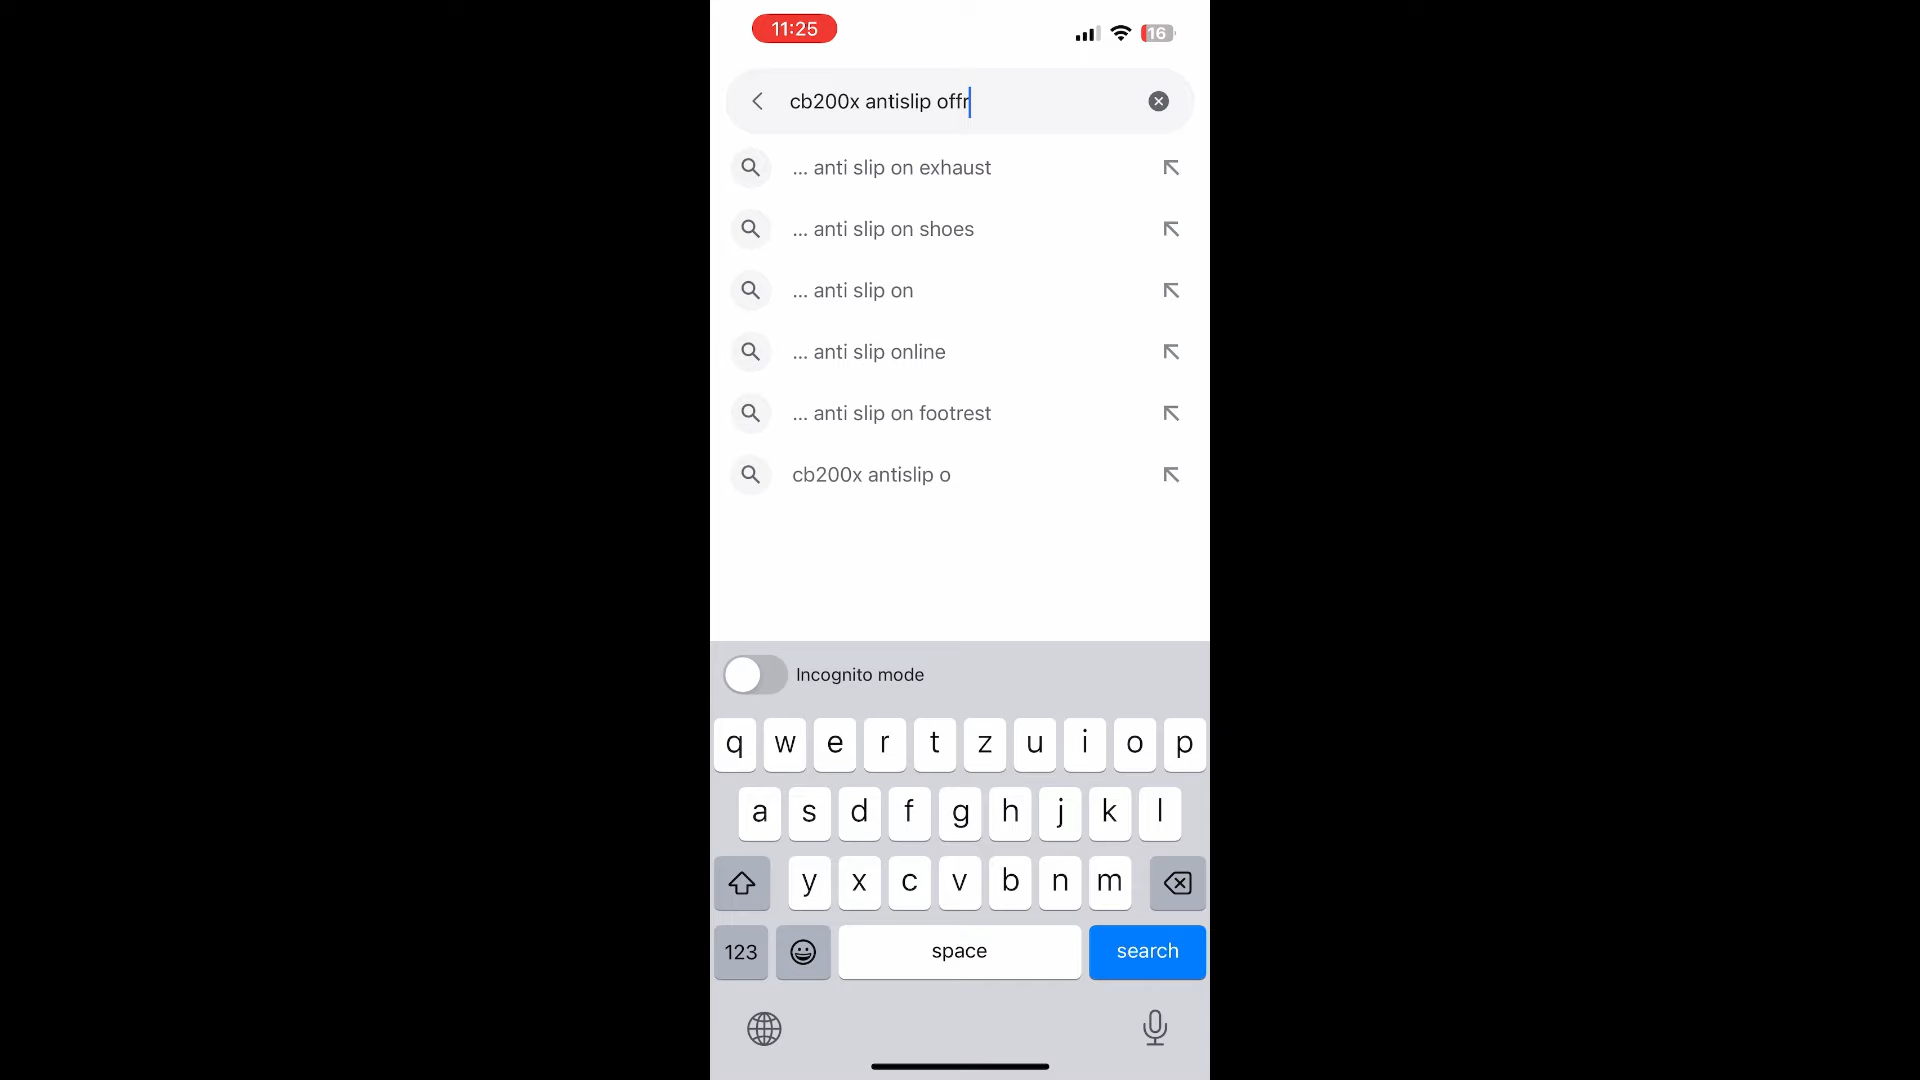 11:25
16
cb200x antislip offr
... anti slip on exhaust
... anti slip on shoes
... anti slip on
... anti slip online
... anti slip on footrest
cb200x antislip o
Incognito mode
q w e r t z u i o p
a s d f g h j k l
y x c v b n m
123 space search